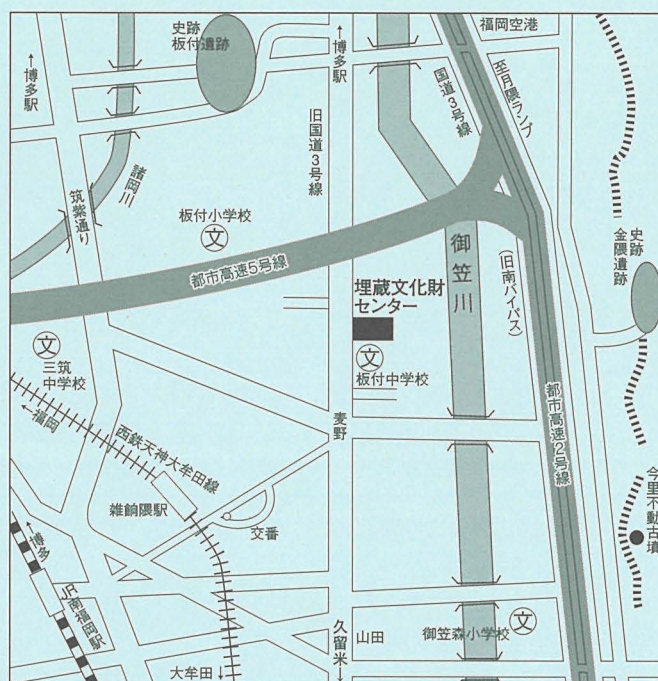 史跡
板付遺跡
↑博多駅
↑博多駅
福岡空港
国道3号線
至月隈ランプ
旧国道3号線
諸岡川
筑紫通り
板付小学校
文
都市高速5号線
御笠川
(旧南バイパス)
史跡
金隈遺跡
埋蔵文化財
センター
文
板付中学校
文
三筑
中学校
←福岡
西鉄天神大牟田線
麦野
都市高速2号線
雑餉隈駅
交番
今里不動古墳
↑博多
JR南福岡駅
久留米↓
山田
御笠森小学校
文
大牟田↓